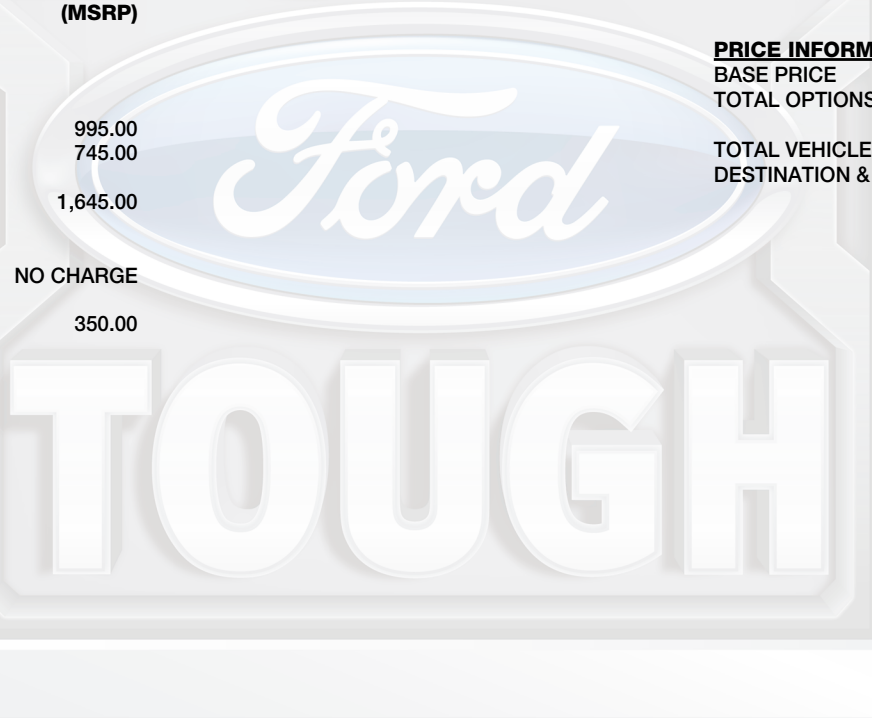 (MSRP)
995.00
745.00
1,645.00
NO CHARGE
350.00
PRICE INFORM
BASE PRICE
TOTAL OPTIONS
TOTAL VEHICLE
DESTINATION &
Ford
TOUGH